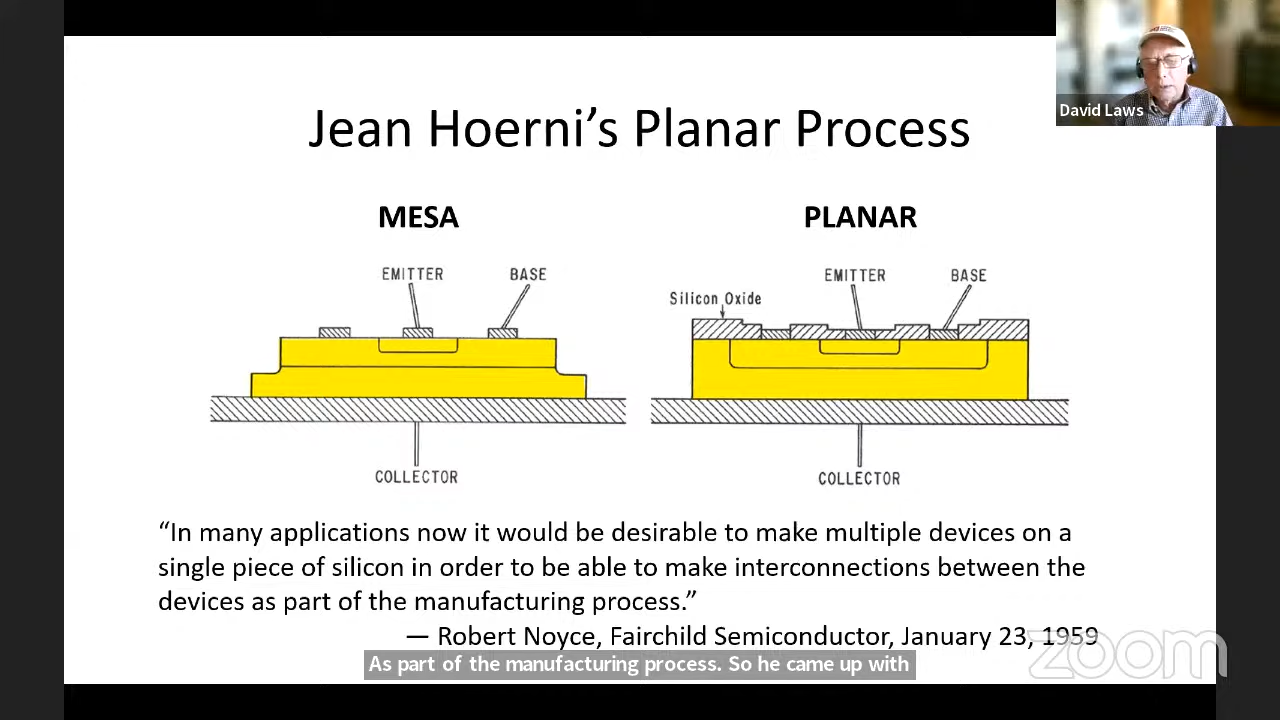 David Laws
Jean Hoerni’s Planar Process
MESA
PLANAR
EMITTER
BASE
COLLECTOR
Silicon Oxide
EMITTER
BASE
COLLECTOR
“In many applications now it would be desirable to make multiple devices on a
single piece of silicon in order to be able to make interconnections between the
devices as part of the manufacturing process.”
— Robert Noyce, Fairchild Semiconductor, January 23, 1959
As part of the manufacturing process. So he came up with
zoom